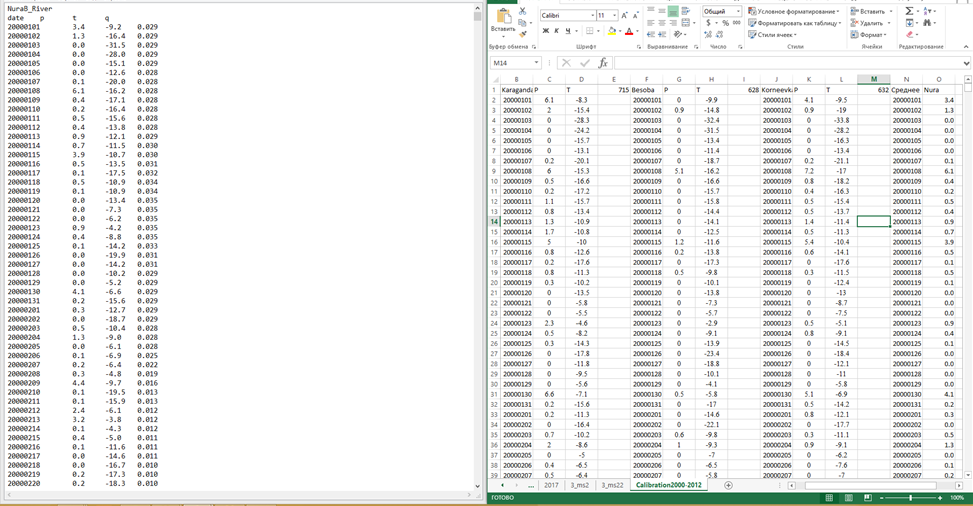 NuraB_River
date p t q
20000101 3.4 -9.2 0.029
20000102 1.3 -16.4 0.029
20000103 0.0 -31.5 0.029
20000104 0.0 -28.0 0.029
20000105 0.0 -15.1 0.029
20000106 0.0 -12.6 0.028
20000107 0.1 -20.0 0.028
20000108 6.1 -16.2 0.028
20000109 0.4 -17.1 0.028
20000110 0.2 -16.4 0.028
20000111 0.5 -15.6 0.028
20000112 0.4 -13.8 0.028
20000113 0.9 -12.1 0.029
20000114 0.7 -11.5 0.030
20000115 3.9 -10.7 0.030
20000116 0.5 -13.5 0.031
20000117 0.1 -17.5 0.032
20000118 0.5 -10.9 0.034
20000119 0.1 -10.9 0.034
20000120 0.0 -13.4 0.035
20000121 0.0 -7.3 0.035
20000122 0.0 -6.2 0.035
20000123 0.9 -4.2 0.035
20000124 0.4 -8.8 0.035
20000125 0.1 -14.2 0.033
20000126 0.0 -19.9 0.031
20000127 0.0 -14.2 0.031
20000128 0.0 -10.2 0.029
20000129 0.0 -5.2 0.029
20000130 4.1 -6.6 0.029
20000131 0.2 -15.6 0.029
20000201 0.3 -12.7 0.029
20000202 0.0 -18.7 0.029
20000203 0.5 -10.4 0.028
20000204 1.3 -9.0 0.028
20000205 0.0 -6.1 0.028
20000206 0.1 -6.9 0.025
20000207 0.2 -6.4 0.022
20000208 0.3 -4.8 0.019
20000209 4.4 -9.7 0.016
20000210 0.1 -19.5 0.013
20000211 0.1 -15.9 0.013
20000212 2.4 -6.1 0.012
20000213 3.2 -3.8 0.012
20000214 0.1 -4.3 0.012
20000215 0.4 -5.0 0.011
20000216 0.1 -11.6 0.011
20000217 0.0 -14.6 0.011
20000218 0.0 -16.7 0.010
20000219 0.2 -17.3 0.010
20000220 0.2 -18.3 0.010
Вставить
Calibri 11
Ж К Ч
Общий
Условное форматирование
Форматировать как таблицу
Стили ячеек
Вставить
Удалить
Формат
Буфер обмена Шрифт Выравнивание Число Стили Ячейки Редактирование
M14 fx
B C D E F G H I J K L M N O
1 Karaganda P T 715 Besoba P T 628 Korneevka P T 632 Среднее Nura
2 20000101 6.1 -8.3 20000101 0 -9.9 20000101 4.1 -9.5 20000101 3.4
3 20000102 2 -15.4 20000102 0.9 -14.8 20000102 0.9 -19 20000102 1.3
4 20000103 0 -28.3 20000103 0 -32.4 20000103 0 -33.8 20000103 0.0
5 20000104 0 -24.2 20000104 0 -31.5 20000104 0 -28.2 20000104 0.0
6 20000105 0 -15.7 20000105 0 -13.4 20000105 0 -16.3 20000105 0.0
7 20000106 0 -13.1 20000106 0 -11.4 20000106 0 -13.4 20000106 0.0
8 20000107 0.2 -20.1 20000107 0 -18.7 20000107 0.2 -21.1 20000107 0.1
9 20000108 6 -15.3 20000108 5.1 -16.2 20000108 7.2 -17 20000108 6.1
10 20000109 0.5 -16.6 20000109 0 -16.6 20000109 0.8 -18.2 20000109 0.4
11 20000110 0.2 -17.2 20000110 0 -15.7 20000110 0.4 -16.3 20000110 0.2
12 20000111 1.1 -15.7 20000111 0 -15.8 20000111 0.5 -15.4 20000111 0.5
13 20000112 0.8 -13.4 20000112 0 -14.4 20000112 0.5 -13.7 20000112 0.4
14 20000113 1.3 -10.9 20000113 0 -14.1 20000113 1.4 -11.4 20000113 0.9
15 20000114 1.7 -10.8 20000114 0 -12.5 20000114 0.5 -11.3 20000114 0.7
16 20000115 5 -10 20000115 1.2 -11.6 20000115 5.4 -10.4 20000115 3.9
17 20000116 0.8 -12.6 20000116 0.2 -13.8 20000116 0.6 -14.1 20000116 0.5
18 20000117 0.2 -17.6 20000117 0 -17.3 20000117 0 -17.6 20000117 0.1
19 20000118 0.8 -11.3 20000118 0.5 -9.8 20000118 0.3 -11.5 20000118 0.5
20 20000119 0.3 -10.2 20000119 0 -10.1 20000119 0 -12.4 20000119 0.1
21 20000120 0 -13.5 20000120 0 -13.8 20000120 0 -13 20000120 0.0
22 20000121 0 -5.8 20000121 0 -7.3 20000121 0 -8.7 20000121 0.0
23 20000122 0 -5.5 20000122 0 -5.7 20000122 0 -7.5 20000122 0.0
24 20000123 2.3 -4.6 20000123 0 -2.9 20000123 0.5 -5.1 20000123 0.9
25 20000124 0.5 -8.2 20000124 0 -9.1 20000124 0.8 -9.1 20000124 0.4
26 20000125 0.3 -14.3 20000125 0 -13.9 20000125 0 -14.5 20000125 0.1
27 20000126 0 -17.8 20000126 0 -23.4 20000126 0 -18.4 20000126 0.0
28 20000127 0 -11.8 20000127 0 -18.8 20000127 0 -12.1 20000127 0.0
29 20000128 0 -9.5 20000128 0 -10.1 20000128 0 -11 20000128 0.0
30 20000129 0 -5.6 20000129 0 -4.1 20000129 0 -5.8 20000129 0.0
31 20000130 6.6 -7.1 20000130 0.5 -5.8 20000130 5.1 -6.9 20000130 4.1
32 20000131 0.2 -15.6 20000131 0 -17 20000131 0.5 -14.2 20000131 0.2
33 20000201 0.2 -11.3 20000201 0 -14.6 20000201 0.8 -12.1 20000201 0.3
34 20000202 0 -16.4 20000202 0 -22.1 20000202 0 -17.7 20000202 0.0
35 20000203 0.7 -10.2 20000203 0.6 -9.8 20000203 0.3 -11.1 20000203 0.5
36 20000204 2 -8.6 20000204 1 -9.3 20000204 0.9 -9.1 20000204 1.3
37 20000205 0 -5 20000205 0 -7 20000205 0 -6.2 20000205 0.0
38 20000206 0.4 -6.5 20000206 0 -6.5 20000206 0 -7.6 20000206 0.1
39 20000207 0.5 -6.4 20000207 0 -5.8 20000207 0 -7 20000207 0.2
... 2017 3_ms2 3_ms22 Calibration2000-2012
ГОТОВО 100%